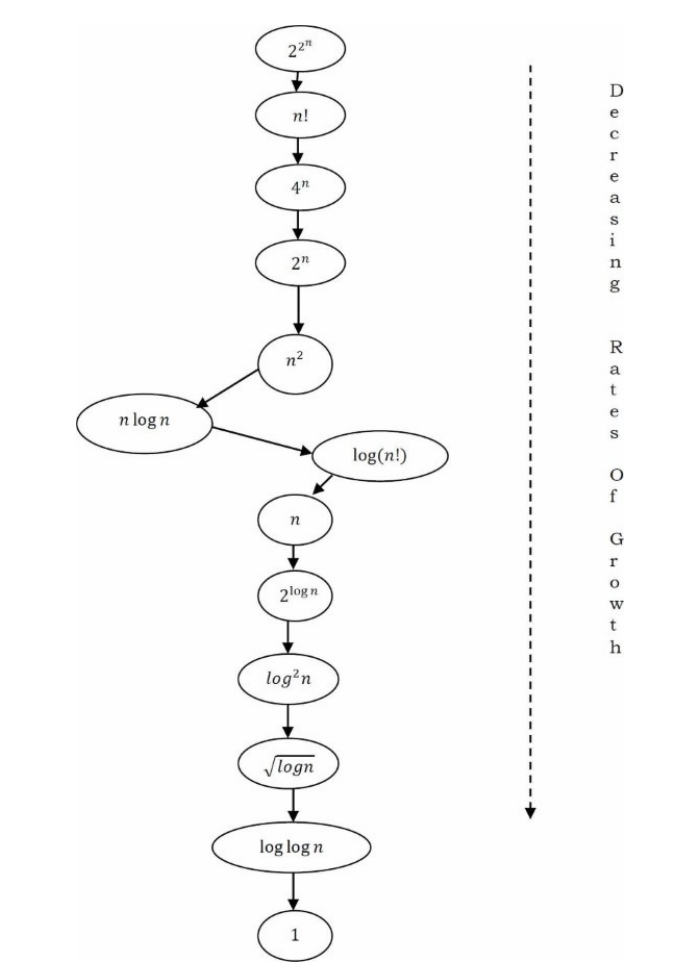 2^{2^n}
n!
4^n
2^n
n^2
n log n
log(n!)
n
2^{log n}
log^2 n
√logn
log log n
1
Decreasing Rates Of Growth